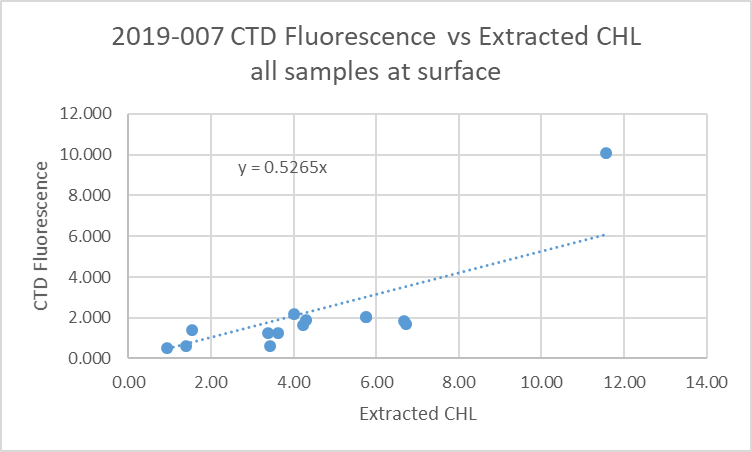 2019-007 CTD Fluorescence vs Extracted CHL
all samples at surface
12.000
10.000
8.000
6.000
4.000
2.000
0.000
CTD Fluorescence
y = 0.5265x
0.00 2.00 4.00 6.00 8.00 10.00 12.00 14.00
Extracted CHL